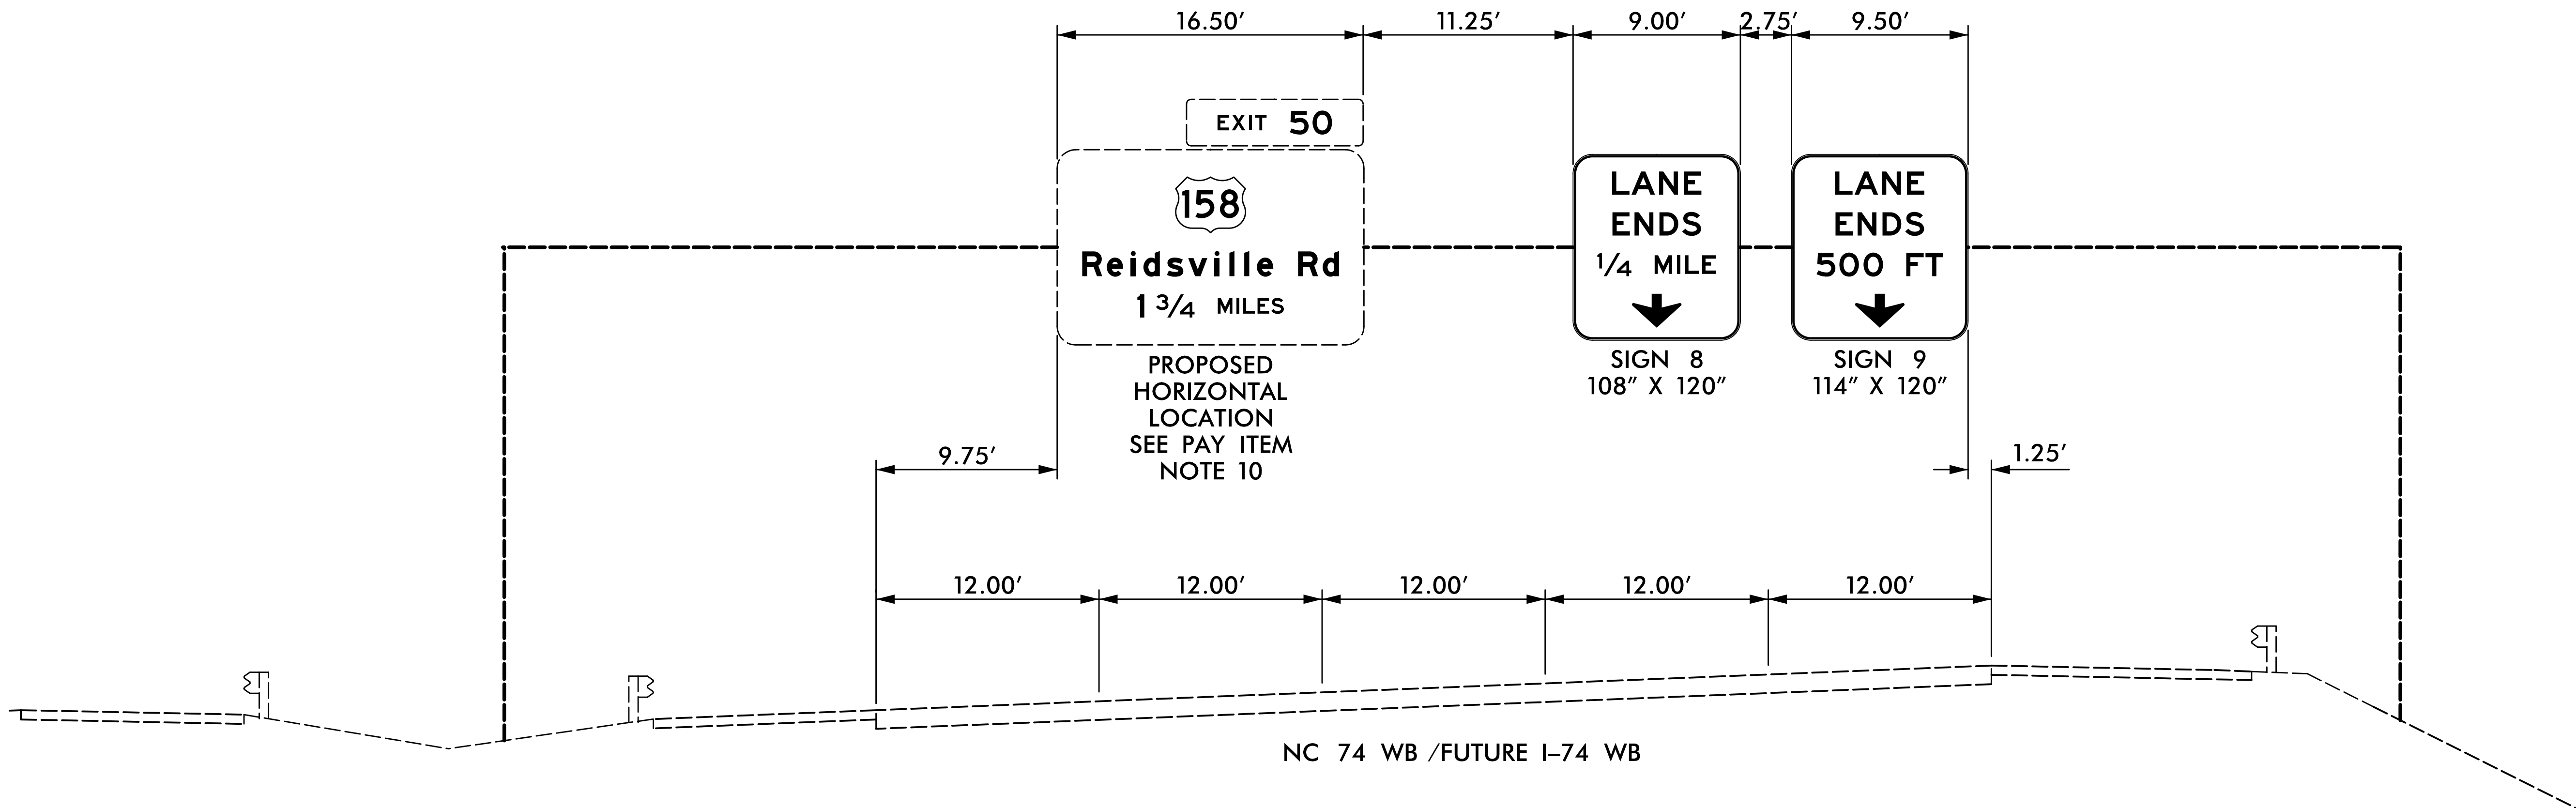 16.50'
11.25'
9.00'
2.75'
9.50'
EXIT 50
158
Reidsville Rd
1 3/4 MILES
LANE
ENDS
1/4 MILE
LANE
ENDS
500 FT
PROPOSED
HORIZONTAL
LOCATION
SEE PAY ITEM
NOTE 10
SIGN 8
108" X 120"
SIGN 9
114" X 120"
9.75'
1.25'
12.00'
12.00'
12.00'
12.00'
12.00'
NC 74 WB /FUTURE I-74 WB